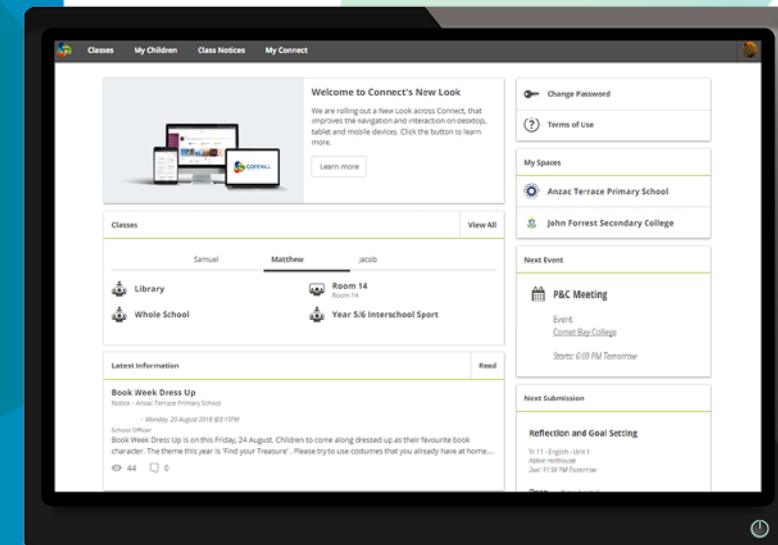 Classes My Children Class Notices My Connect
Welcome to Connect's New Look
We are rolling out a New Look across Connect, that
improves the navigation and interaction on desktop,
tablet and mobile devices. Click the button to learn
more.
Learn more
CONNECT
Classes
View All
Samuel Matthew Jacob
Library
Room 14
Room 14
Whole School
Year 5/6 Interschool Sport
Latest Information
Read
Book Week Dress Up
Notice - Anzac Terrace Primary School
- Monday 20 August 2018 @3:15PM
School Officer
Book Week Dress Up is on this Friday, 24 August. Children to come along dressed up as their favourite book
character. The theme this year is 'Find your Treasure' . Please try to use costumes that you already have at home....
44 0
Change Password
Terms of Use
My Spaces
Anzac Terrace Primary School
John Forrest Secondary College
Next Event
P&C Meeting
Event
Comet Bay College
Starts: 6:00 PM Tomorrow
Next Submission
Reflection and Goal Setting
Yr 11 - English - Unit 1
Abbie Holthouse
Due: 11:30 PM Tomorrow